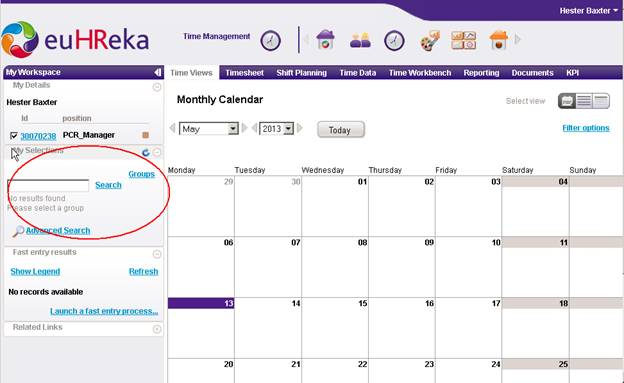 Hester Baxter
euHReka
Time Management
My Workspace
Time Views Timesheet Shift Planning Time Data Time Workbench Reporting Documents KPI
My Details
Hester Baxter
Id position
30070238 PCR_Manager
My Selections
Groups
Search
No results found
Please select a group
Advanced Search
Fast entry results
Show Legend Refresh
No records available
Launch a fast entry process...
Related Links
Monthly Calendar
Select view
May 2013 Today
Filter options
Monday Tuesday Wednesday Thursday Friday Saturday Sunday
29 30 01 02 03 04
06 07 08 09 10 11
13 14 15 16 17 18
20 21 22 23 24 25